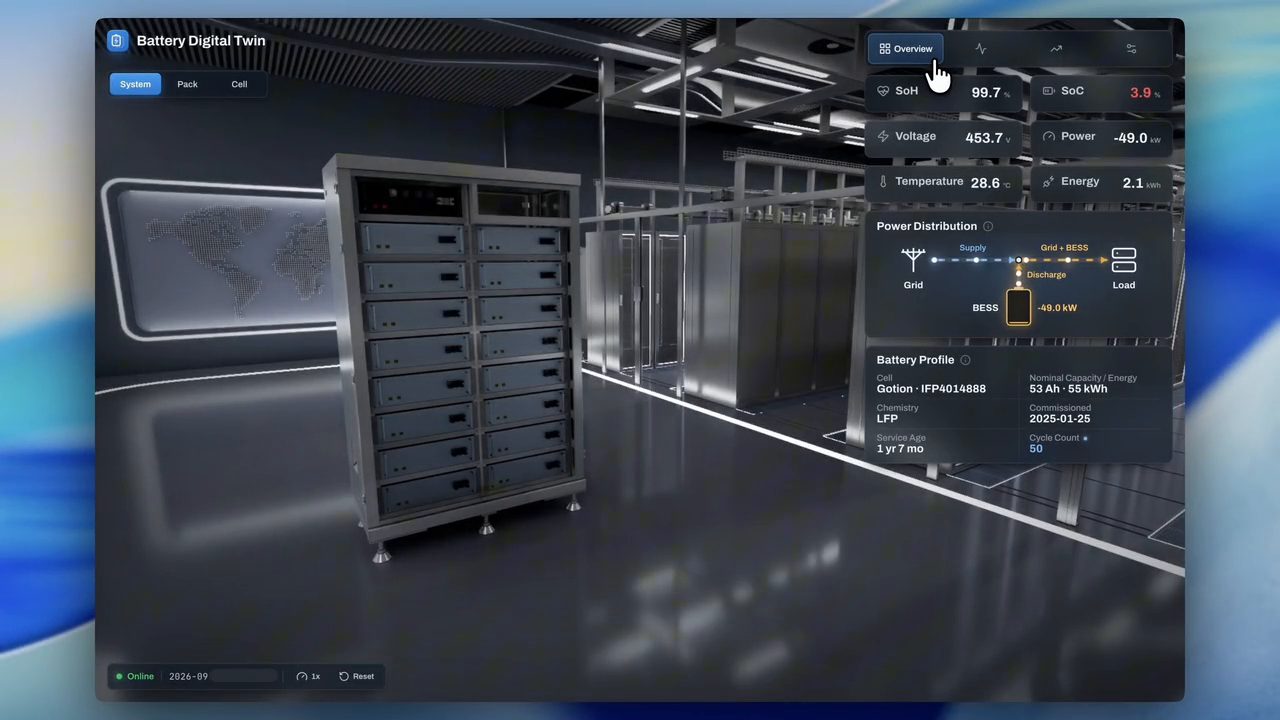 Battery Digital Twin
System Pack Cell
Overview
SoH 99.7 %
SoC 3.9 %
Voltage 453.7 V
Power -49.0 kW
Temperature 28.6 °C
Energy 2.1 kWh
Power Distribution
Supply
Grid + BESS
Discharge
Grid
Load
BESS
-49.0 kW
Battery Profile
Cell
Gotion · IFP4014888
Nominal Capacity / Energy
53 Ah · 55 kWh
Chemistry
LFP
Commissioned
2025-01-25
Service Age
1 yr 7 mo
Cycle Count
50
Online 2026-09 1x Reset